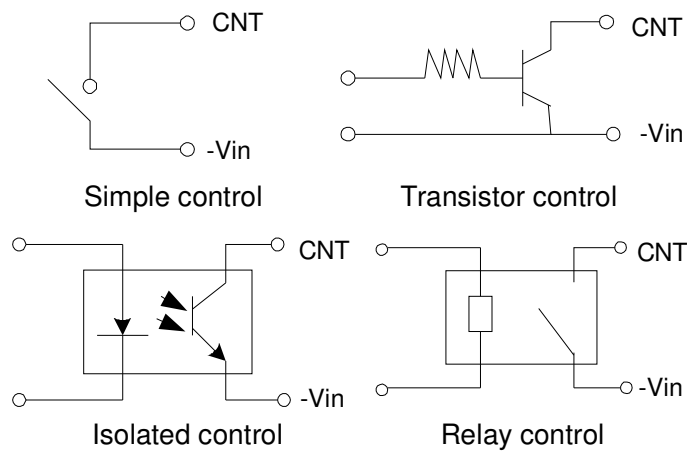 CNT
-Vin
Simple control
CNT
-Vin
Transistor control
CNT
-Vin
Isolated control
CNT
-Vin
Relay control